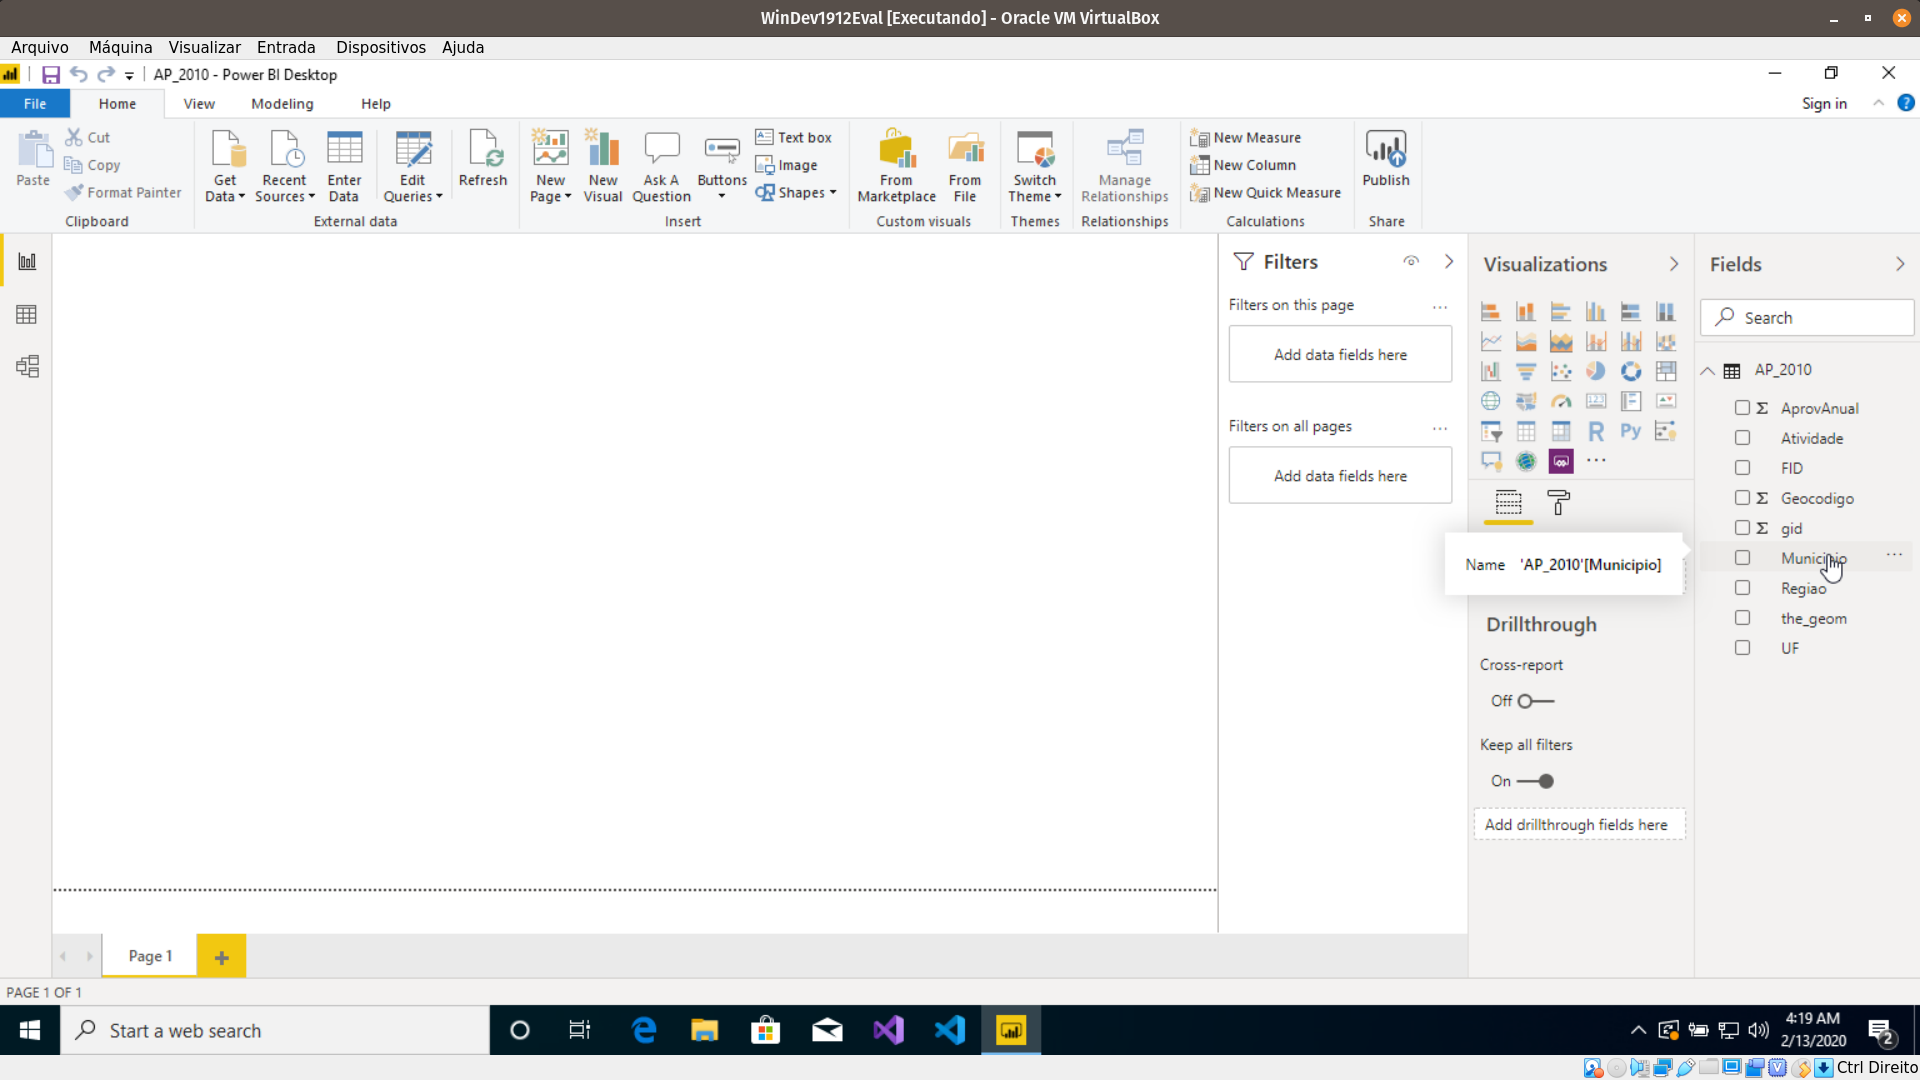 WinDev1912Eval [Executando] - Oracle VM VirtualBox
Arquivo Máquina Visualizar Entrada Dispositivos Ajuda
AP_2010 - Power BI Desktop
File Home View Modeling Help Sign in
Paste
Cut
Copy
Format Painter
Clipboard
Get Data
Recent Sources
Enter Data
Edit Queries
Refresh
External data
New Page
New Visual
Ask A Question
Buttons
Text box
Image
Shapes
Insert
From Marketplace
From File
Custom visuals
Switch Theme
Themes
Manage Relationships
Relationships
New Measure
New Column
New Quick Measure
Calculations
Publish
Share
Filters
Filters on this page ...
Add data fields here
Filters on all pages ...
Add data fields here
Visualizations
123
R
Py
...
Name 'AP_2010'[Municipio]
Drillthrough
Cross-report
Off
Keep all filters
On
Add drillthrough fields here
Fields
Search
AP_2010
Σ AprovAnual
Atividade
FID
Σ Geocodigo
Σ gid
Municipio ...
Regiao
the_geom
UF
Page 1 +
PAGE 1 OF 1
Start a web search
4:19 AM
2/13/2020
2
Ctrl Direito